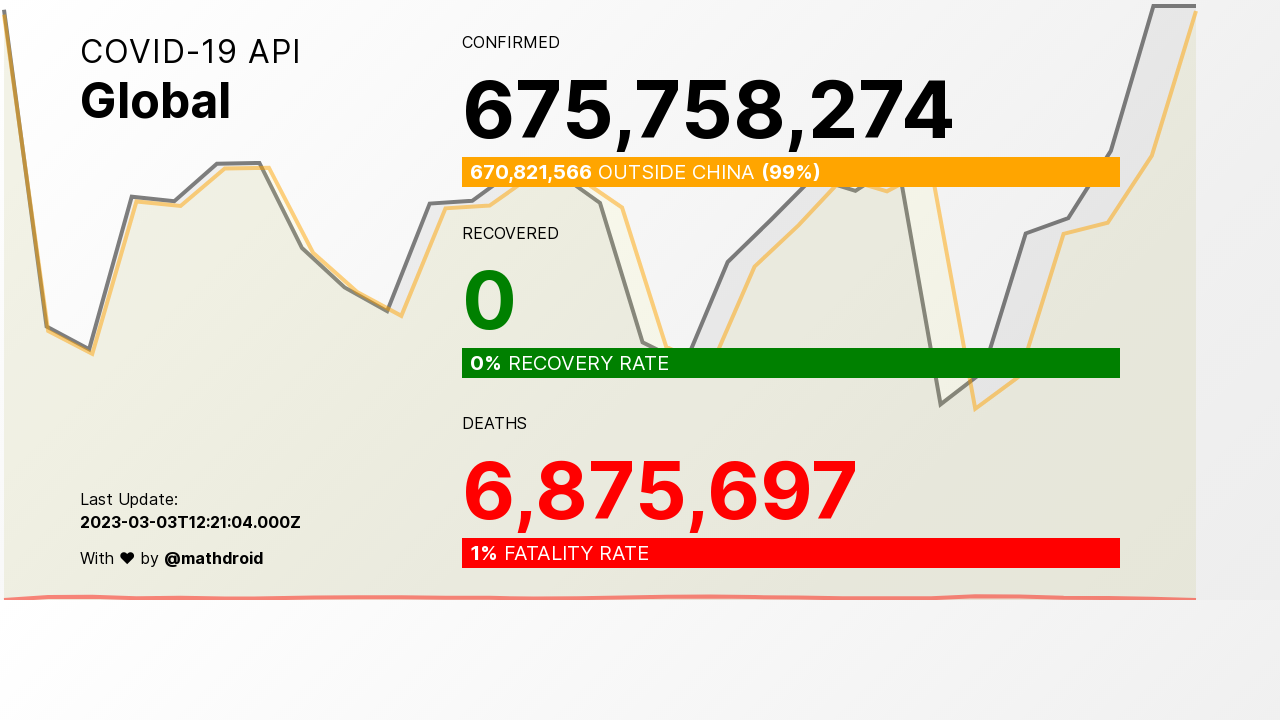 COVID-19 API
Global
CONFIRMED
675,758,274
670,821,566 OUTSIDE CHINA (99%)
RECOVERED
0
0% RECOVERY RATE
DEATHS
6,875,697
1% FATALITY RATE
Last Update:
2023-03-03T12:21:04.000Z
With ♥ by @mathdroid